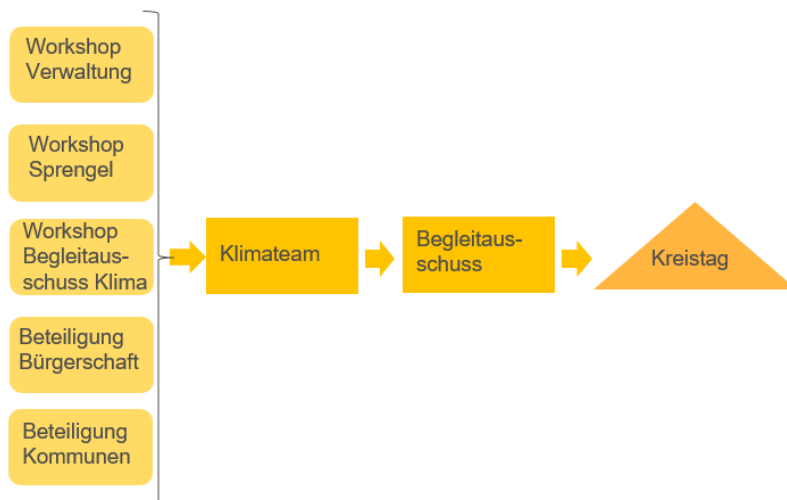 Workshop
Verwaltung
Workshop
Sprengel
Workshop
Begleitaus-
schuss Klima
Beteiligung
Bürgerschaft
Beteiligung
Kommunen
Klimateam
Begleitaus-
schuss
Kreistag